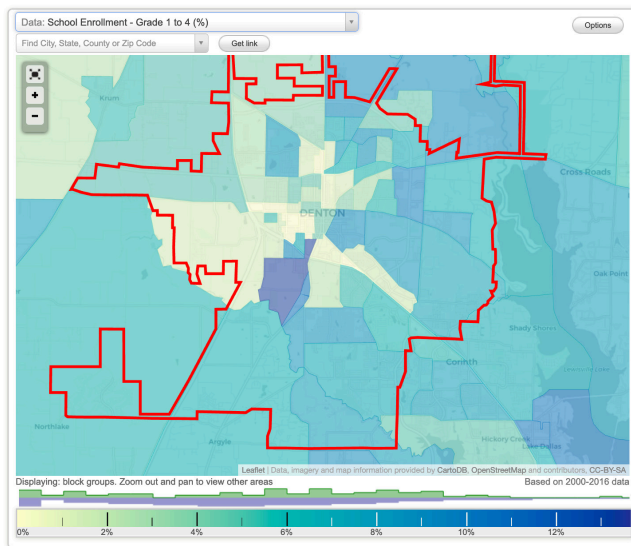 Data: School Enrollment - Grade 1 to 4 (%)
Options
Find City, State, County or Zip Code
Get link
+
-
Krum
Cross Roads
DENTON
Oak Point
Shady Shores
Corinth
Lewisville Lake
Northlake
Argyle
Hickory Creek
Lake Dallas
Leaflet | Data, imagery and map information provided by CartoDB, OpenStreetMap and contributors, CC-BY-SA
Displaying: block groups. Zoom out and pan to view other areas
Based on 2000-2016 data
0% 2% 4% 6% 8% 10% 12%